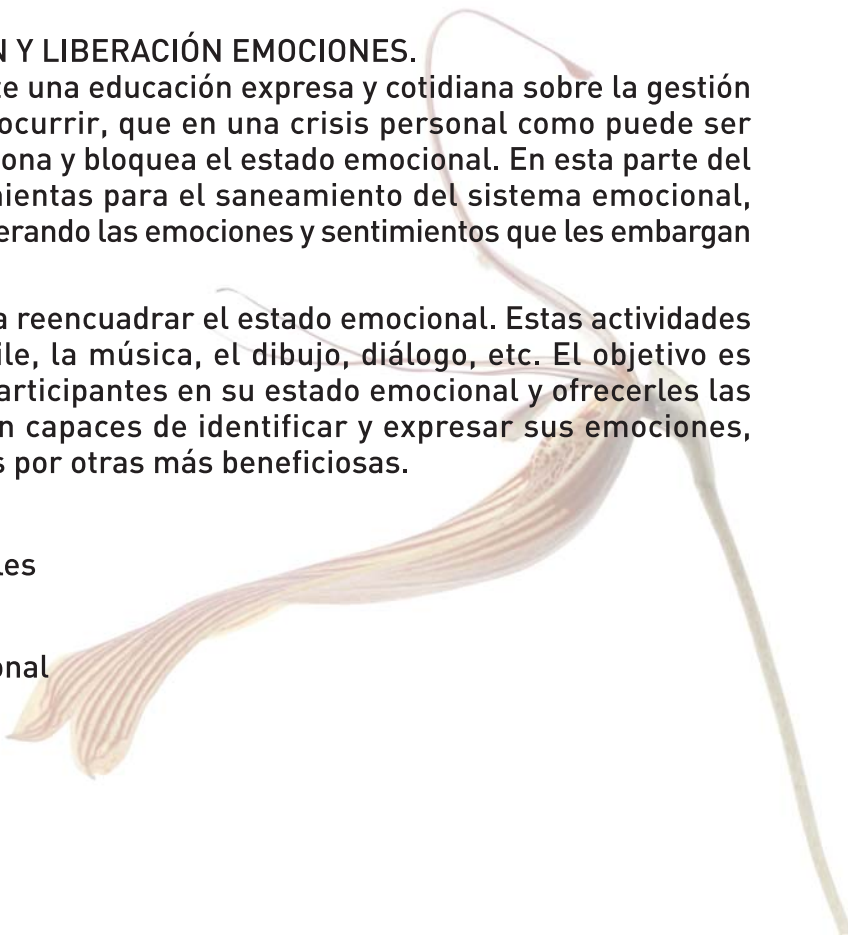 N Y LIBERACIÓN EMOCIONES.
te una educación expresa y cotidiana sobre la gestión
ocurrir, que en una crisis personal como puede ser
ona y bloquea el estado emocional. En esta parte del
ientas para el saneamiento del sistema emocional,
erando las emociones y sentimientos que les embargan
a reencuadrar el estado emocional. Estas actividades
ile, la música, el dibujo, diálogo, etc. El objetivo es
articipantes en su estado emocional y ofrecerles las
n capaces de identificar y expresar sus emociones,
s por otras más beneficiosas.
les
onal